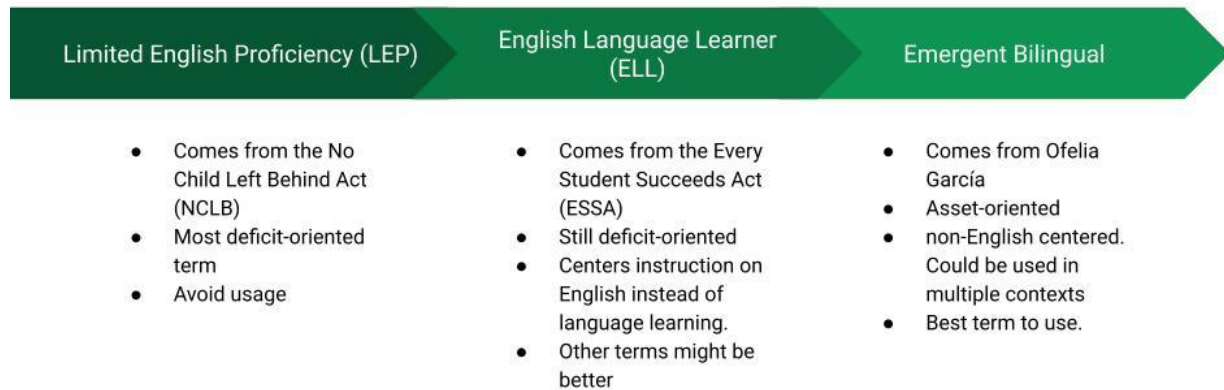 Limited English Proficiency (LEP)
English Language Learner
(ELL)
Emergent Bilingual
● Comes from the No
Child Left Behind Act
(NCLB)
● Most deficit-oriented
term
● Avoid usage
● Comes from the Every
Student Succeeds Act
(ESSA)
● Still deficit-oriented
● Centers instruction on
English instead of
language learning.
● Other terms might be
better
● Comes from Ofelia
García
● Asset-oriented
● non-English centered.
Could be used in
multiple contexts
● Best term to use.